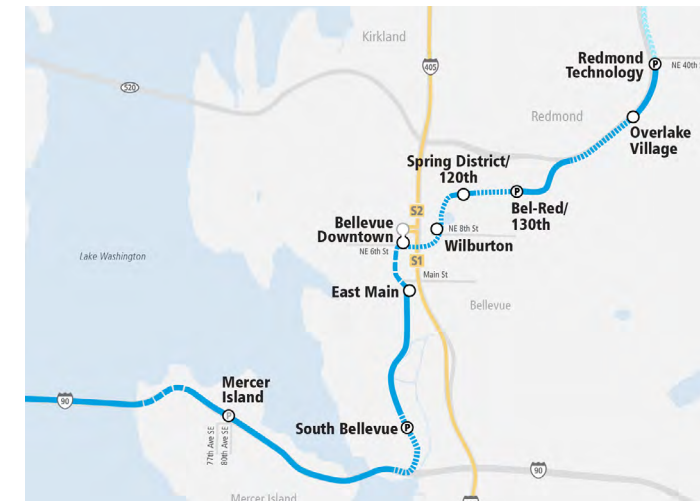 Kirkland
405
Redmond
Technology
P
NE 40th
520
Redmond
Overlake
Village
Spring District/
120th
P
Bel-Red/
130th
S2
Bellevue
Downtown
NE 8th St
Wilburton
NE 6th St
Lake Washington
S1
Main St
East Main
Bellevue
Mercer
Island
90
P
South Bellevue
P
77th Ave SE
80th Ave SE
90
Mercer Island